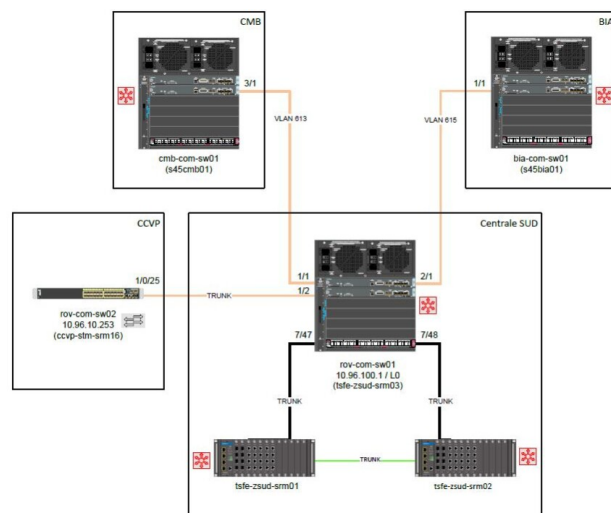 CMB
3/1
cmb-com-sw01
(s45cmb01)
VLAN 613
BIA
1/1
bia-com-sw01
(s45bia01)
VLAN 615
CCVP
1/0/25
rov-com-sw02
10.96.10.253
(ccvp-stm-srm16)
TRUNK
Centrale SUD
1/1
1/2
2/1
7/47
7/48
rov-com-sw01
10.96.100.1 / L0
(tsfe-zsud-srm03)
TRUNK
TRUNK
TRUNK
tsfe-zsud-srm01
tsfe-zsud-srm02